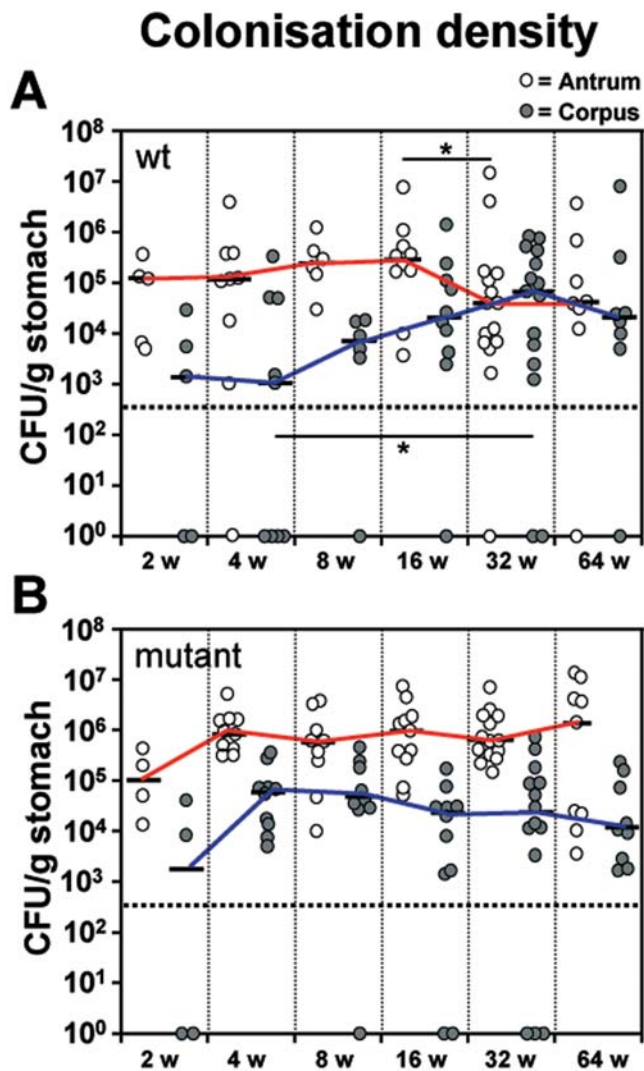 Colonisation density
○ = Antrum
● = Corpus
A
wt
CFU/g stomach
10⁸
10⁷
10⁶
10⁵
10⁴
10³
10²
10¹
10⁰
*
*
2 w 4 w 8 w 16 w 32 w 64 w
B
mutant
CFU/g stomach
10⁸
10⁷
10⁶
10⁵
10⁴
10³
10²
10¹
10⁰
2 w 4 w 8 w 16 w 32 w 64 w